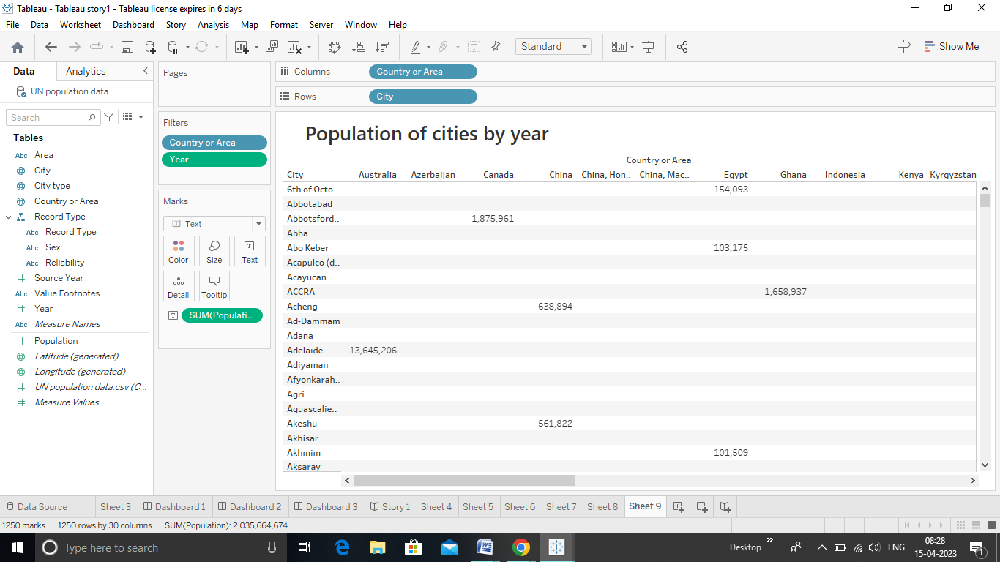 Tableau - Tableau story1 - Tableau license expires in 6 days
File Data Worksheet Dashboard Story Analysis Map Format Server Window Help
Standard
Show Me
Data Analytics
UN population data
Search
Tables
Abc Area
City
City type
Country or Area
Record Type
Abc Record Type
Abc Sex
Abc Reliability
Source Year
Abc Value Footnotes
Year
Abc Measure Names
Population
Latitude (generated)
Longitude (generated)
UN population data.csv (C...
Measure Values
Pages
Filters
Country or Area
Year
Marks
T Text
Color Size Text
Detail Tooltip
T SUM(Populati..
Columns Country or Area
Rows City
Population of cities by year
Country or Area
City Australia Azerbaijan Canada China China, Hon.. China, Mac.. Egypt Ghana Indonesia Kenya Kyrgyzstan
6th of Octo.. 154,093
Abbotabad
Abbotsford.. 1,875,961
Abha
Abo Keber 103,175
Acapulco (d..
Acayucan
ACCRA 1,658,937
Acheng 638,894
Ad-Dammam
Adana
Adelaide 13,645,206
Adiyaman
Afyonkarah..
Agri
Aguascalie..
Akeshu 561,822
Akhisar
Akhmim 101,509
Aksaray
Data Source Sheet 3 Dashboard 1 Dashboard 2 Dashboard 3 Story 1 Sheet 4 Sheet 5 Sheet 6 Sheet 7 Sheet 8 Sheet 9
1250 marks 1250 rows by 30 columns SUM(Population): 2,035,664,674
Type here to search
Desktop
ENG
08:28
15-04-2023
1